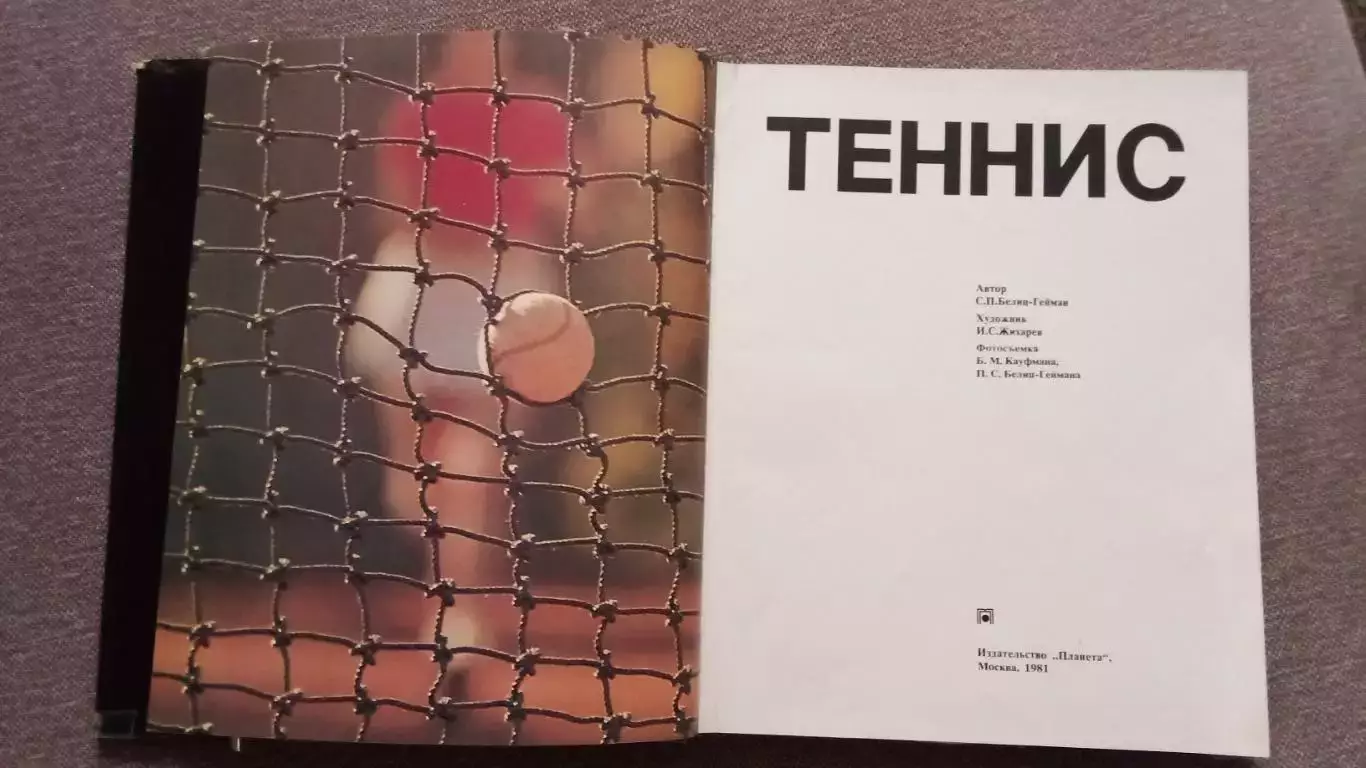 ТЕННИС
Автор
С.П.Белиц-Гейман
Художник
И.С.Жихарев
Фотосъемка
Б. М. Кауфмана,
П. С. Белиц-Геймана
Издательство „Планета“,
Москва, 1981